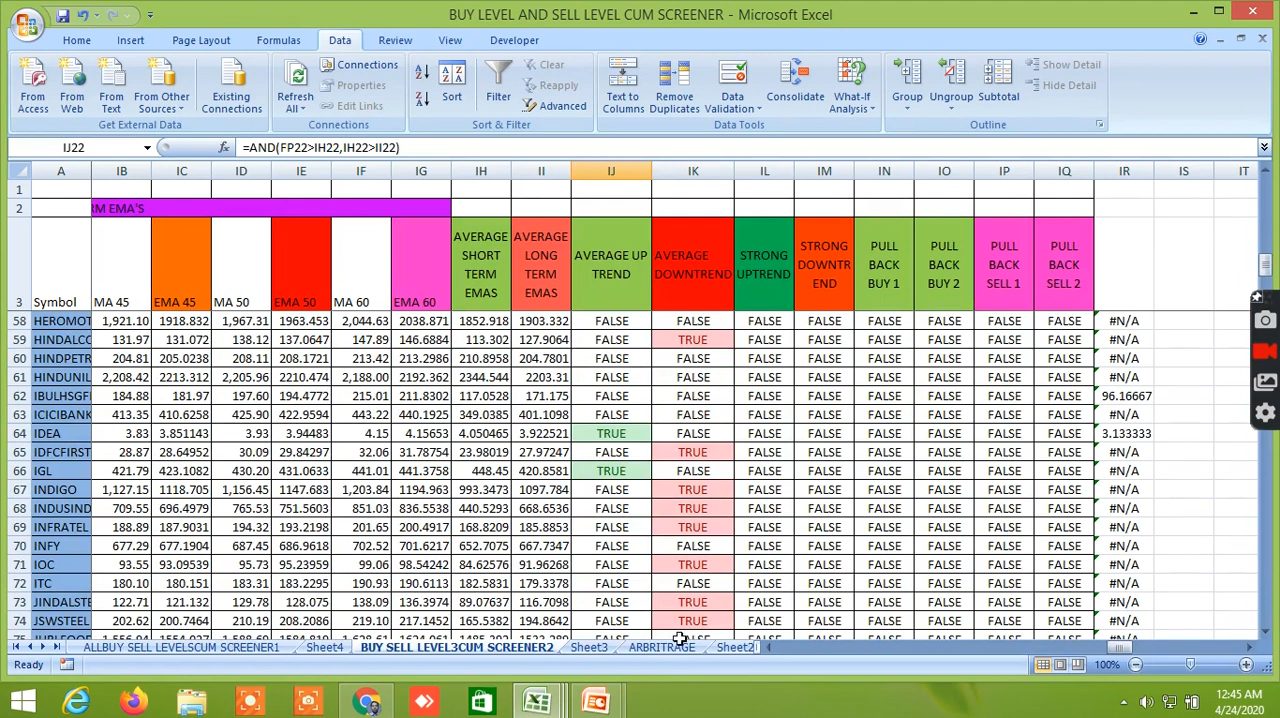 BUY LEVEL AND SELL LEVEL CUM SCREENER - Microsoft Excel
Home Insert Page Layout Formulas Data Review View Developer
From Access From Web From Text From Other Sources Existing Connections Refresh All Connections Properties Edit Links Sort Filter Clear Reapply Advanced Text to Columns Remove Duplicates Data Validation Consolidate What-If Analysis Group Ungroup Subtotal Show Detail Hide Detail
Get External Data Connections Sort & Filter Data Tools Outline
IJ22 fx =AND(FP22>IH22,IH22>II22)
A IB IC ID IE IF IG IH II IJ IK IL IM IN IO IP IQ IR IS IT
1
2 RM EMA'S
3 Symbol MA 45 EMA 45 MA 50 EMA 50 MA 60 EMA 60 AVERAGE SHORT TERM EMAS AVERAGE LONG TERM EMAS AVERAGE UP TREND AVERAGE DOWNTREND STRONG UPTREND STRONG DOWNTR END PULL BACK BUY 1 PULL BACK BUY 2 PULL BACK SELL 1 PULL BACK SELL 2
58 HEROMOT 1,921.10 1918.832 1,967.31 1963.453 2,044.63 2038.871 1852.918 1903.332 FALSE FALSE FALSE FALSE FALSE FALSE FALSE FALSE #N/A
59 HINDALCO 131.97 131.072 138.12 137.0647 147.89 146.6884 113.302 127.9064 FALSE TRUE FALSE FALSE FALSE FALSE FALSE FALSE #N/A
60 HINDPETR 204.81 205.0238 208.11 208.1721 213.42 213.2986 210.8958 204.7801 FALSE FALSE FALSE FALSE FALSE FALSE FALSE FALSE #N/A
61 HINDUNIL 2,208.42 2213.312 2,205.96 2210.474 2,188.00 2192.362 2344.544 2203.31 FALSE FALSE FALSE FALSE FALSE FALSE FALSE FALSE #N/A
62 IBULHSGF 184.88 181.97 197.60 194.4772 215.01 211.8302 117.0528 171.175 FALSE FALSE FALSE FALSE FALSE FALSE FALSE FALSE 96.16667
63 ICICIBANK 413.35 410.6258 425.90 422.9594 443.22 440.1925 349.0385 401.1098 FALSE FALSE FALSE FALSE FALSE FALSE FALSE FALSE #N/A
64 IDEA 3.83 3.851143 3.93 3.94483 4.15 4.15653 4.050465 3.922521 TRUE FALSE FALSE FALSE FALSE FALSE FALSE FALSE 3.133333
65 IDFCFIRST 28.87 28.64952 30.09 29.84297 32.06 31.78754 23.98019 27.97247 FALSE TRUE FALSE FALSE FALSE FALSE FALSE FALSE #N/A
66 IGL 421.79 423.1082 430.20 431.0633 441.01 441.3758 448.45 420.8581 TRUE FALSE FALSE FALSE FALSE FALSE FALSE FALSE #N/A
67 INDIGO 1,127.15 1118.705 1,156.45 1147.683 1,203.84 1194.963 993.3473 1097.784 FALSE TRUE FALSE FALSE FALSE FALSE FALSE FALSE #N/A
68 INDUSIND 709.55 696.4979 765.53 751.5603 851.03 836.5538 440.5293 668.6536 FALSE TRUE FALSE FALSE FALSE FALSE FALSE FALSE #N/A
69 INFRATEL 188.89 187.9031 194.32 193.2198 201.65 200.4917 168.8209 185.8853 FALSE TRUE FALSE FALSE FALSE FALSE FALSE FALSE #N/A
70 INFY 677.29 677.1904 687.45 686.9618 702.52 701.6217 652.7075 667.7347 FALSE FALSE FALSE FALSE FALSE FALSE FALSE FALSE #N/A
71 IOC 93.55 93.09539 95.73 95.23959 99.06 98.54242 84.62576 91.96268 FALSE TRUE FALSE FALSE FALSE FALSE FALSE FALSE #N/A
72 ITC 180.10 180.151 183.31 183.2295 190.93 190.6113 182.5831 179.3378 FALSE FALSE FALSE FALSE FALSE FALSE FALSE FALSE #N/A
73 JINDALSTE 122.71 121.132 129.78 128.075 138.09 136.3974 89.07637 116.7098 FALSE TRUE FALSE FALSE FALSE FALSE FALSE FALSE #N/A
74 JSWSTEEL 202.62 200.7464 210.19 208.2086 219.10 217.1452 165.5382 194.8642 FALSE TRUE FALSE FALSE FALSE FALSE FALSE FALSE #N/A
ALLBUY SELL LEVELSCUM SCREENER1 Sheet4 BUY SELL LEVEL3CUM SCREENER2 Sheet3 ARBRITRAGE Sheet2
Ready 100%
12:45 AM
4/24/2020